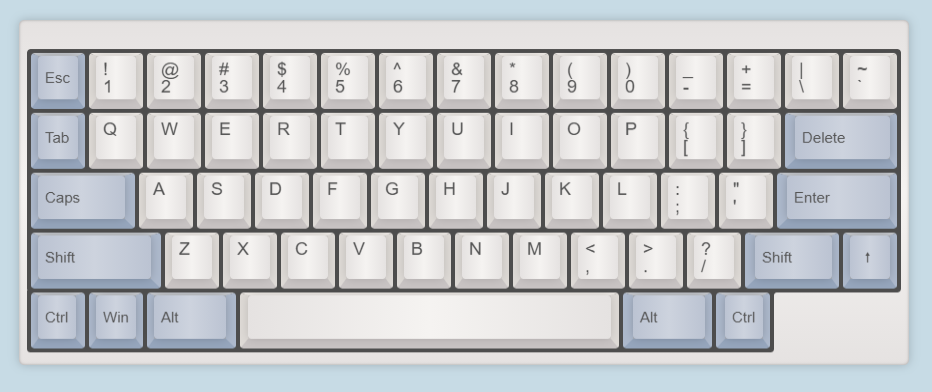 Esc ! 1 @ 2 # 3 $ 4 % 5 ^ 6 & 7 * 8 ( 9 ) 0 _ - + = | \ ~ `
Tab Q W E R T Y U I O P { [ } ] Delete
Caps A S D F G H J K L : ; " ' Enter
Shift Z X C V B N M < , > . ? / Shift ↑
Ctrl Win Alt Alt Ctrl